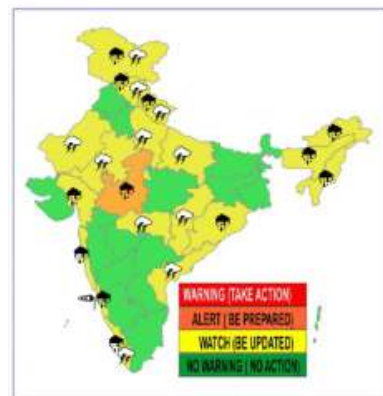 WARNING (TAKE ACTION)
ALERT ( BE PREPARED)
WATCH (BE UPDATED)
NO WARNING ( NO ACTION)